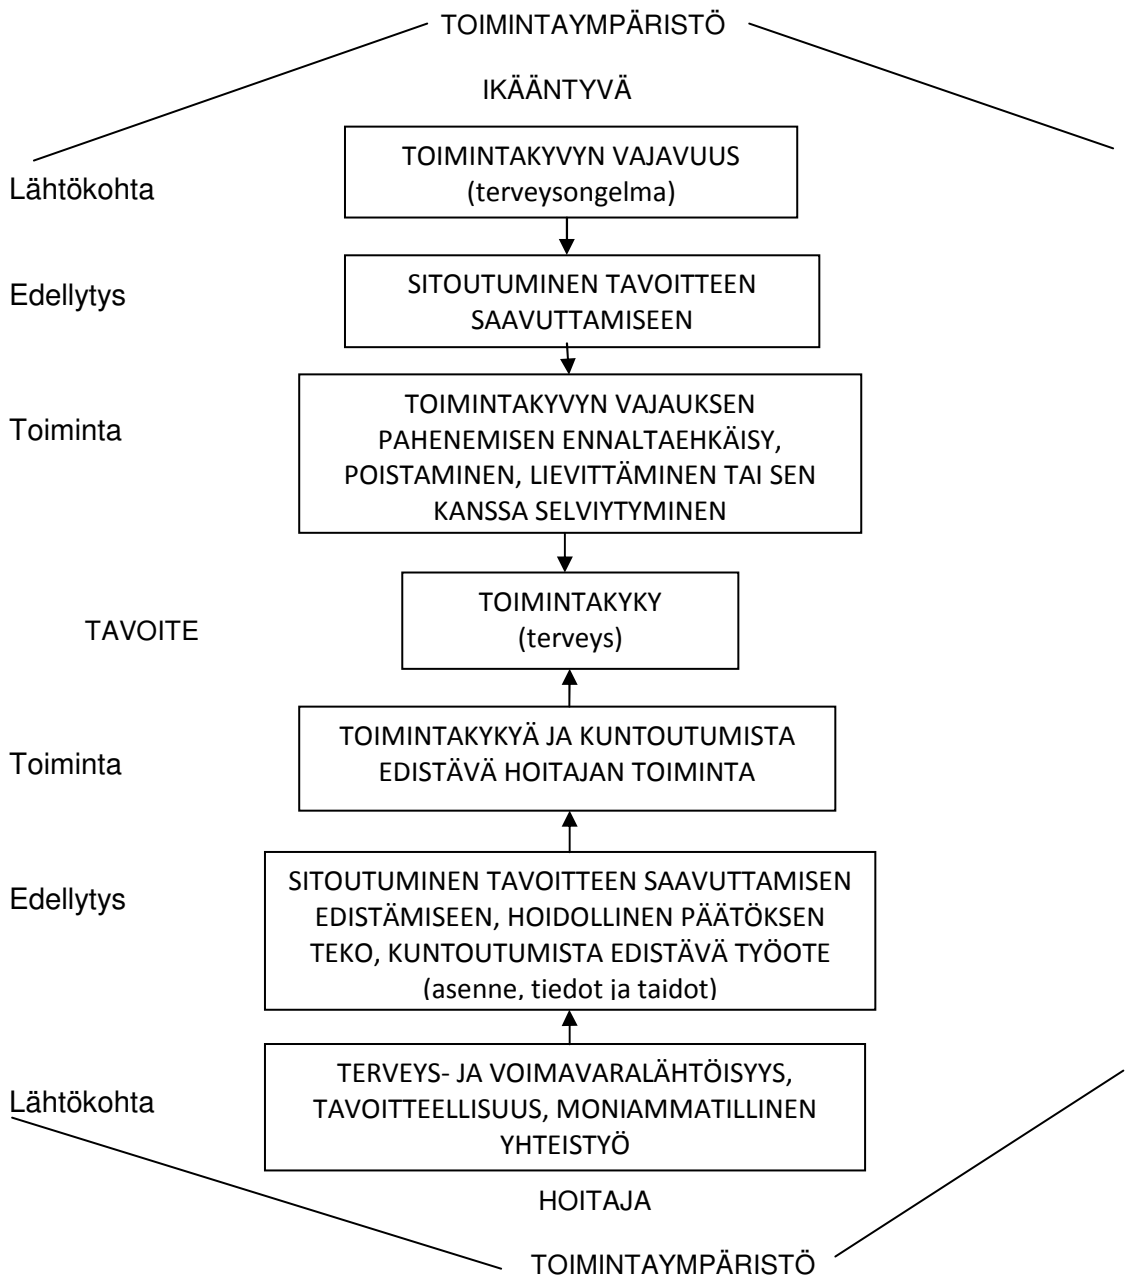 TOIMINTAYMPÄRISTÖ
IKÄÄNTYVÄ
Lähtökohta
TOIMINTAKYVYN VAJAVUUS
(terveysongelma)
Edellytys
SITOUTUMINEN TAVOITTEEN
SAAVUTTAMISEEN
Toiminta
TOIMINTAKYVYN VAJAUKSEN
PAHENEMISEN ENNALTAEHKÄISY,
POISTAMINEN, LIEVITTÄMINEN TAI SEN
KANSSA SELVIYTYMINEN
TAVOITE
TOIMINTAKYKY
(terveys)
Toiminta
TOIMINTAKYKYÄ JA KUNTOUTUMISTA
EDISTÄVÄ HOITAJAN TOIMINTA
Edellytys
SITOUTUMINEN TAVOITTEEN SAAVUTTAMISEN
EDISTÄMISEEN, HOIDOLLINEN PÄÄTÖKSEN
TEKO, KUNTOUTUMISTA EDISTÄVÄ TYÖOTE
(asenne, tiedot ja taidot)
Lähtökohta
TERVEYS- JA VOIMAVARALÄHTÖISYYS,
TAVOITTEELLISUUS, MONIAMMATILLINEN
YHTEISTYÖ
HOITAJA
TOIMINTAYMPÄRISTÖ